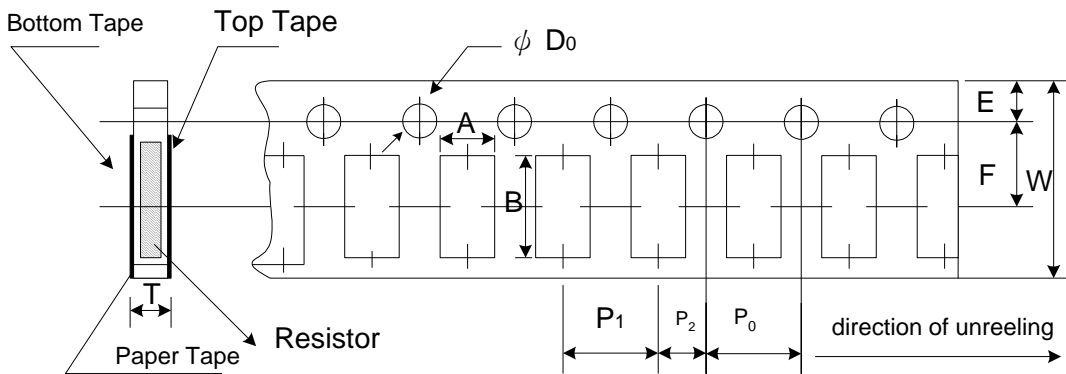 Bottom Tape
Top Tape
ψ D0
E
A
F
W
B
T
P1
P2
P0
direction of unreeling
Resistor
Paper Tape